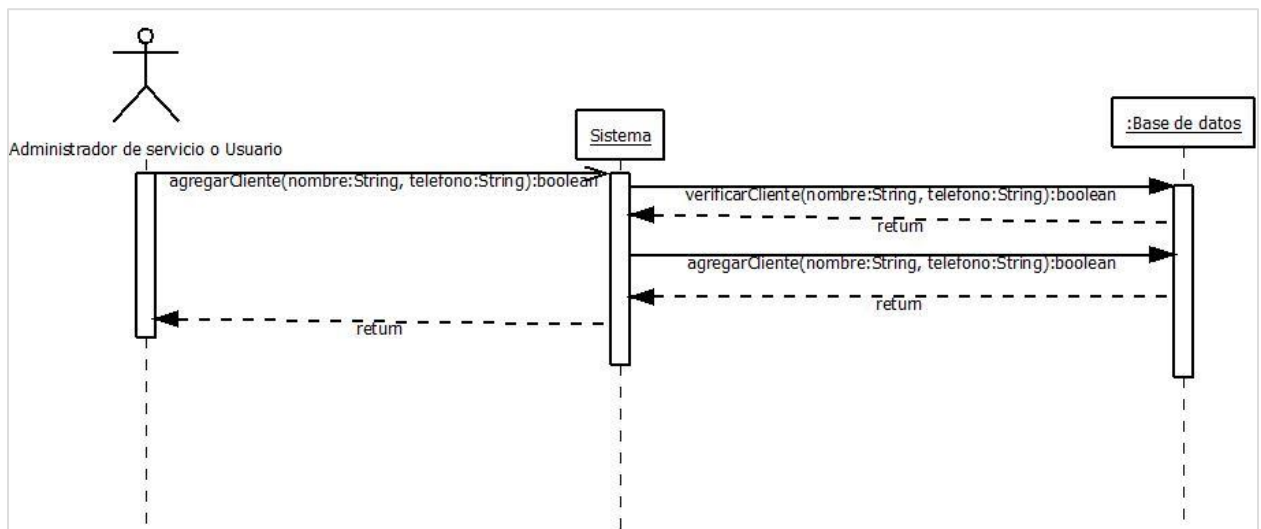 :Base de datos
Sistema
Administrador de servicio o Usuario
agregarCliente(nombre:String, telefono:String):boolean
verificarCliente(nombre:String, telefono:String):boolean
return
agregarCliente(nombre:String, telefono:String):boolean
return
return